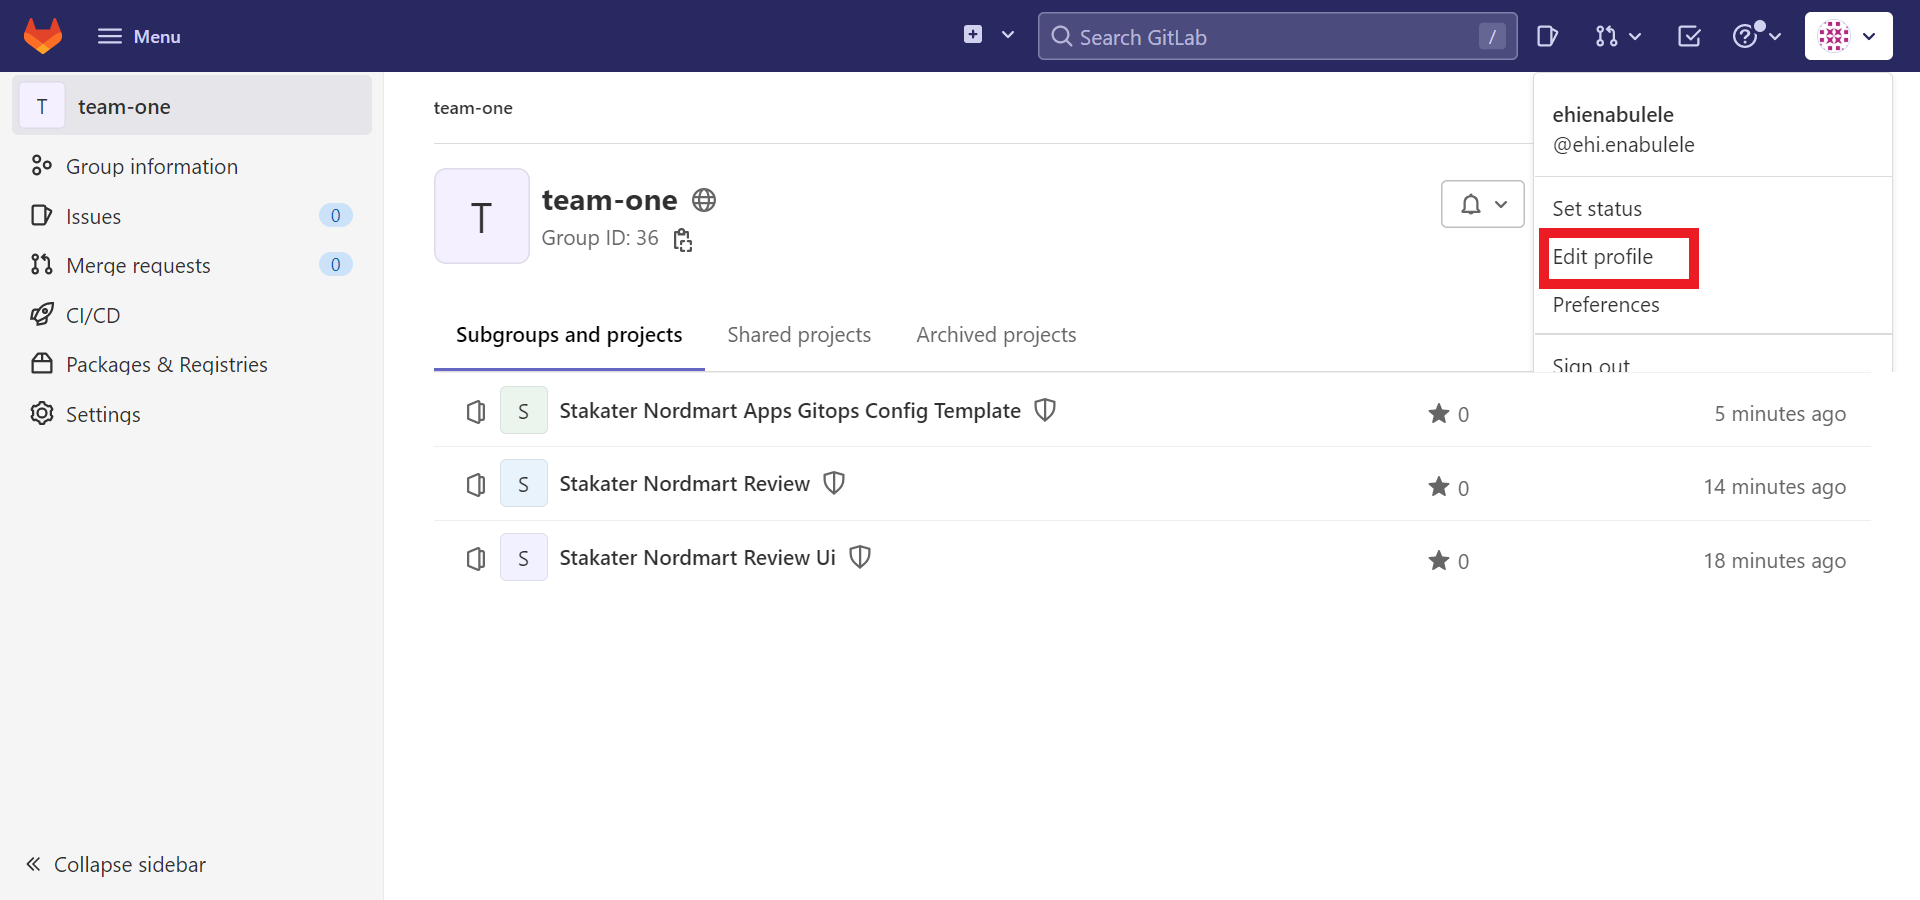 Menu
Search GitLab /
T team-one
Group information
Issues 0
Merge requests 0
CI/CD
Packages & Registries
Settings
Collapse sidebar
team-one
T
team-one
Group ID: 36
Subgroups and projects Shared projects Archived projects
S Stakater Nordmart Apps Gitops Config Template 0 5 minutes ago
S Stakater Nordmart Review 0 14 minutes ago
S Stakater Nordmart Review Ui 0 18 minutes ago
ehienabulele
@ehi.enabulele
Set status
Edit profile
Preferences
Sign out